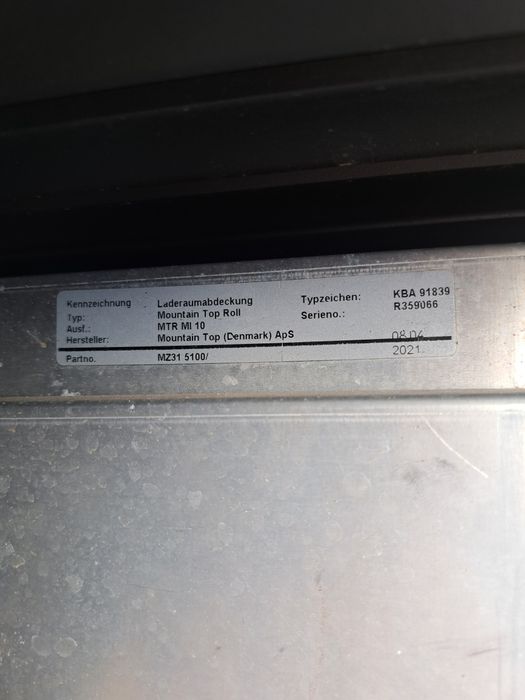 Kennzeichnung Laderaumabdeckung Typzeichen: KBA 91839
Typ: Mountain Top Roll Serieno.: R359066
Ausf.: MTR MI 10
Hersteller: Mountain Top (Denmark) ApS 08.04
Partno. MZ31 5100/ 2021